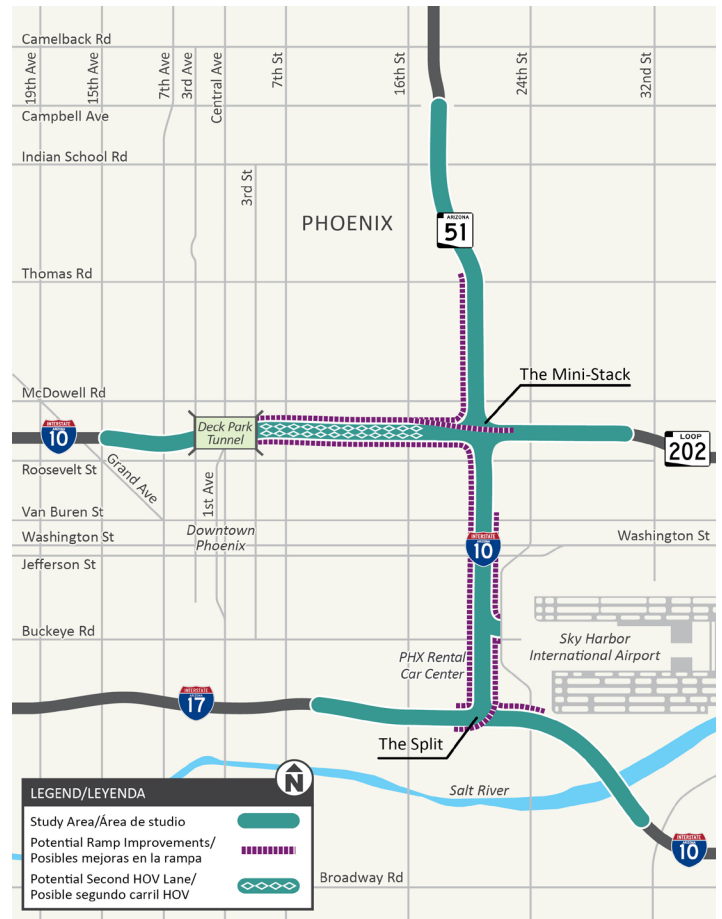 Camelback Rd
19th Ave
15th Ave
7th Ave
3rd Ave
Central Ave
7th St
16th St
24th St
32nd St
Campbell Ave
Indian School Rd
3rd St
PHOENIX
ARIZONA
51
Thomas Rd
The Mini-Stack
McDowell Rd
INTERSTATE
ARIZONA
10
Deck Park
Tunnel
LOOP
202
Roosevelt St
Grand Ave
1st Ave
Van Buren St
Washington St
Downtown
Phoenix
INTERSTATE
ARIZONA
10
Washington St
Jefferson St
Buckeye Rd
Sky Harbor
International Airport
PHX Rental
Car Center
INTERSTATE
ARIZONA
17
The Split
Salt River
N
LEGEND/LEYENDA
Study Area/Área de studio
Potential Ramp Improvements/
Posibles mejoras en la rampa
Potential Second HOV Lane/
Posible segundo carril HOV
INTERSTATE
ARIZONA
10
Broadway Rd